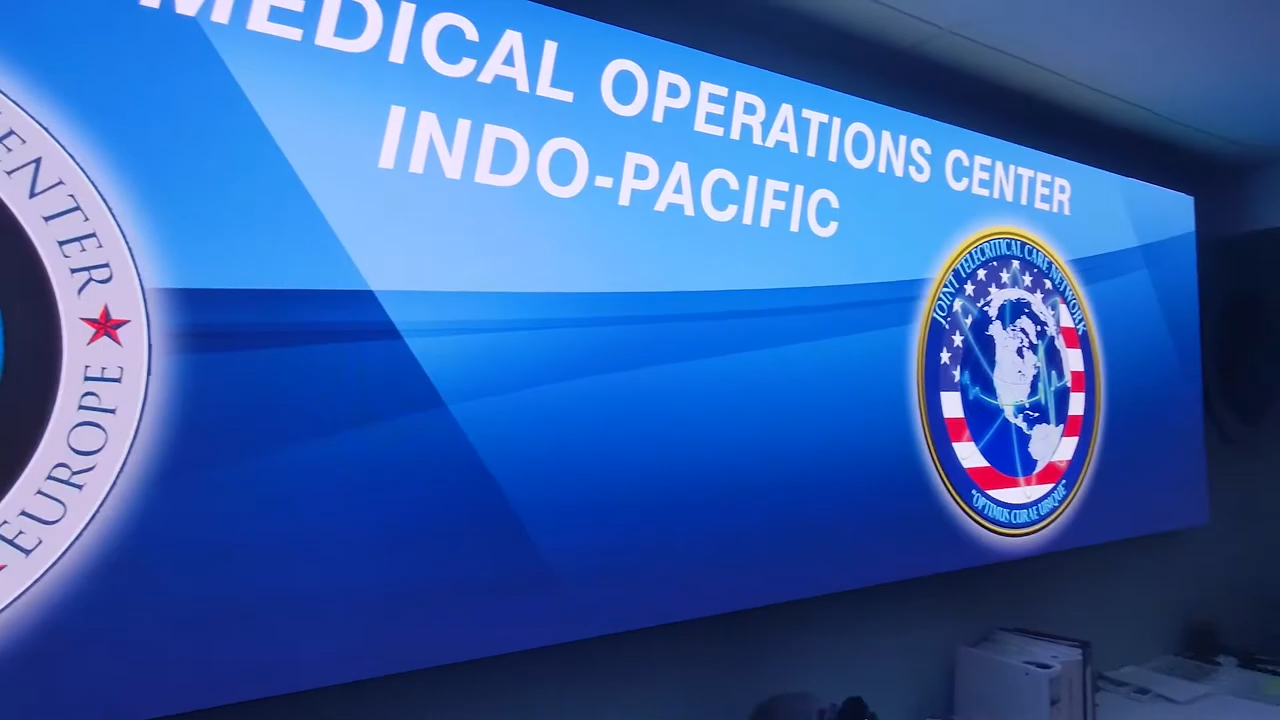 MEDICAL OPERATIONS CENTER
INDO-PACIFIC
CENTER
EUROPE
JOINT TELECRITICAL CARE NETWORK
"OPTIMUS CURAE UBIQUE"